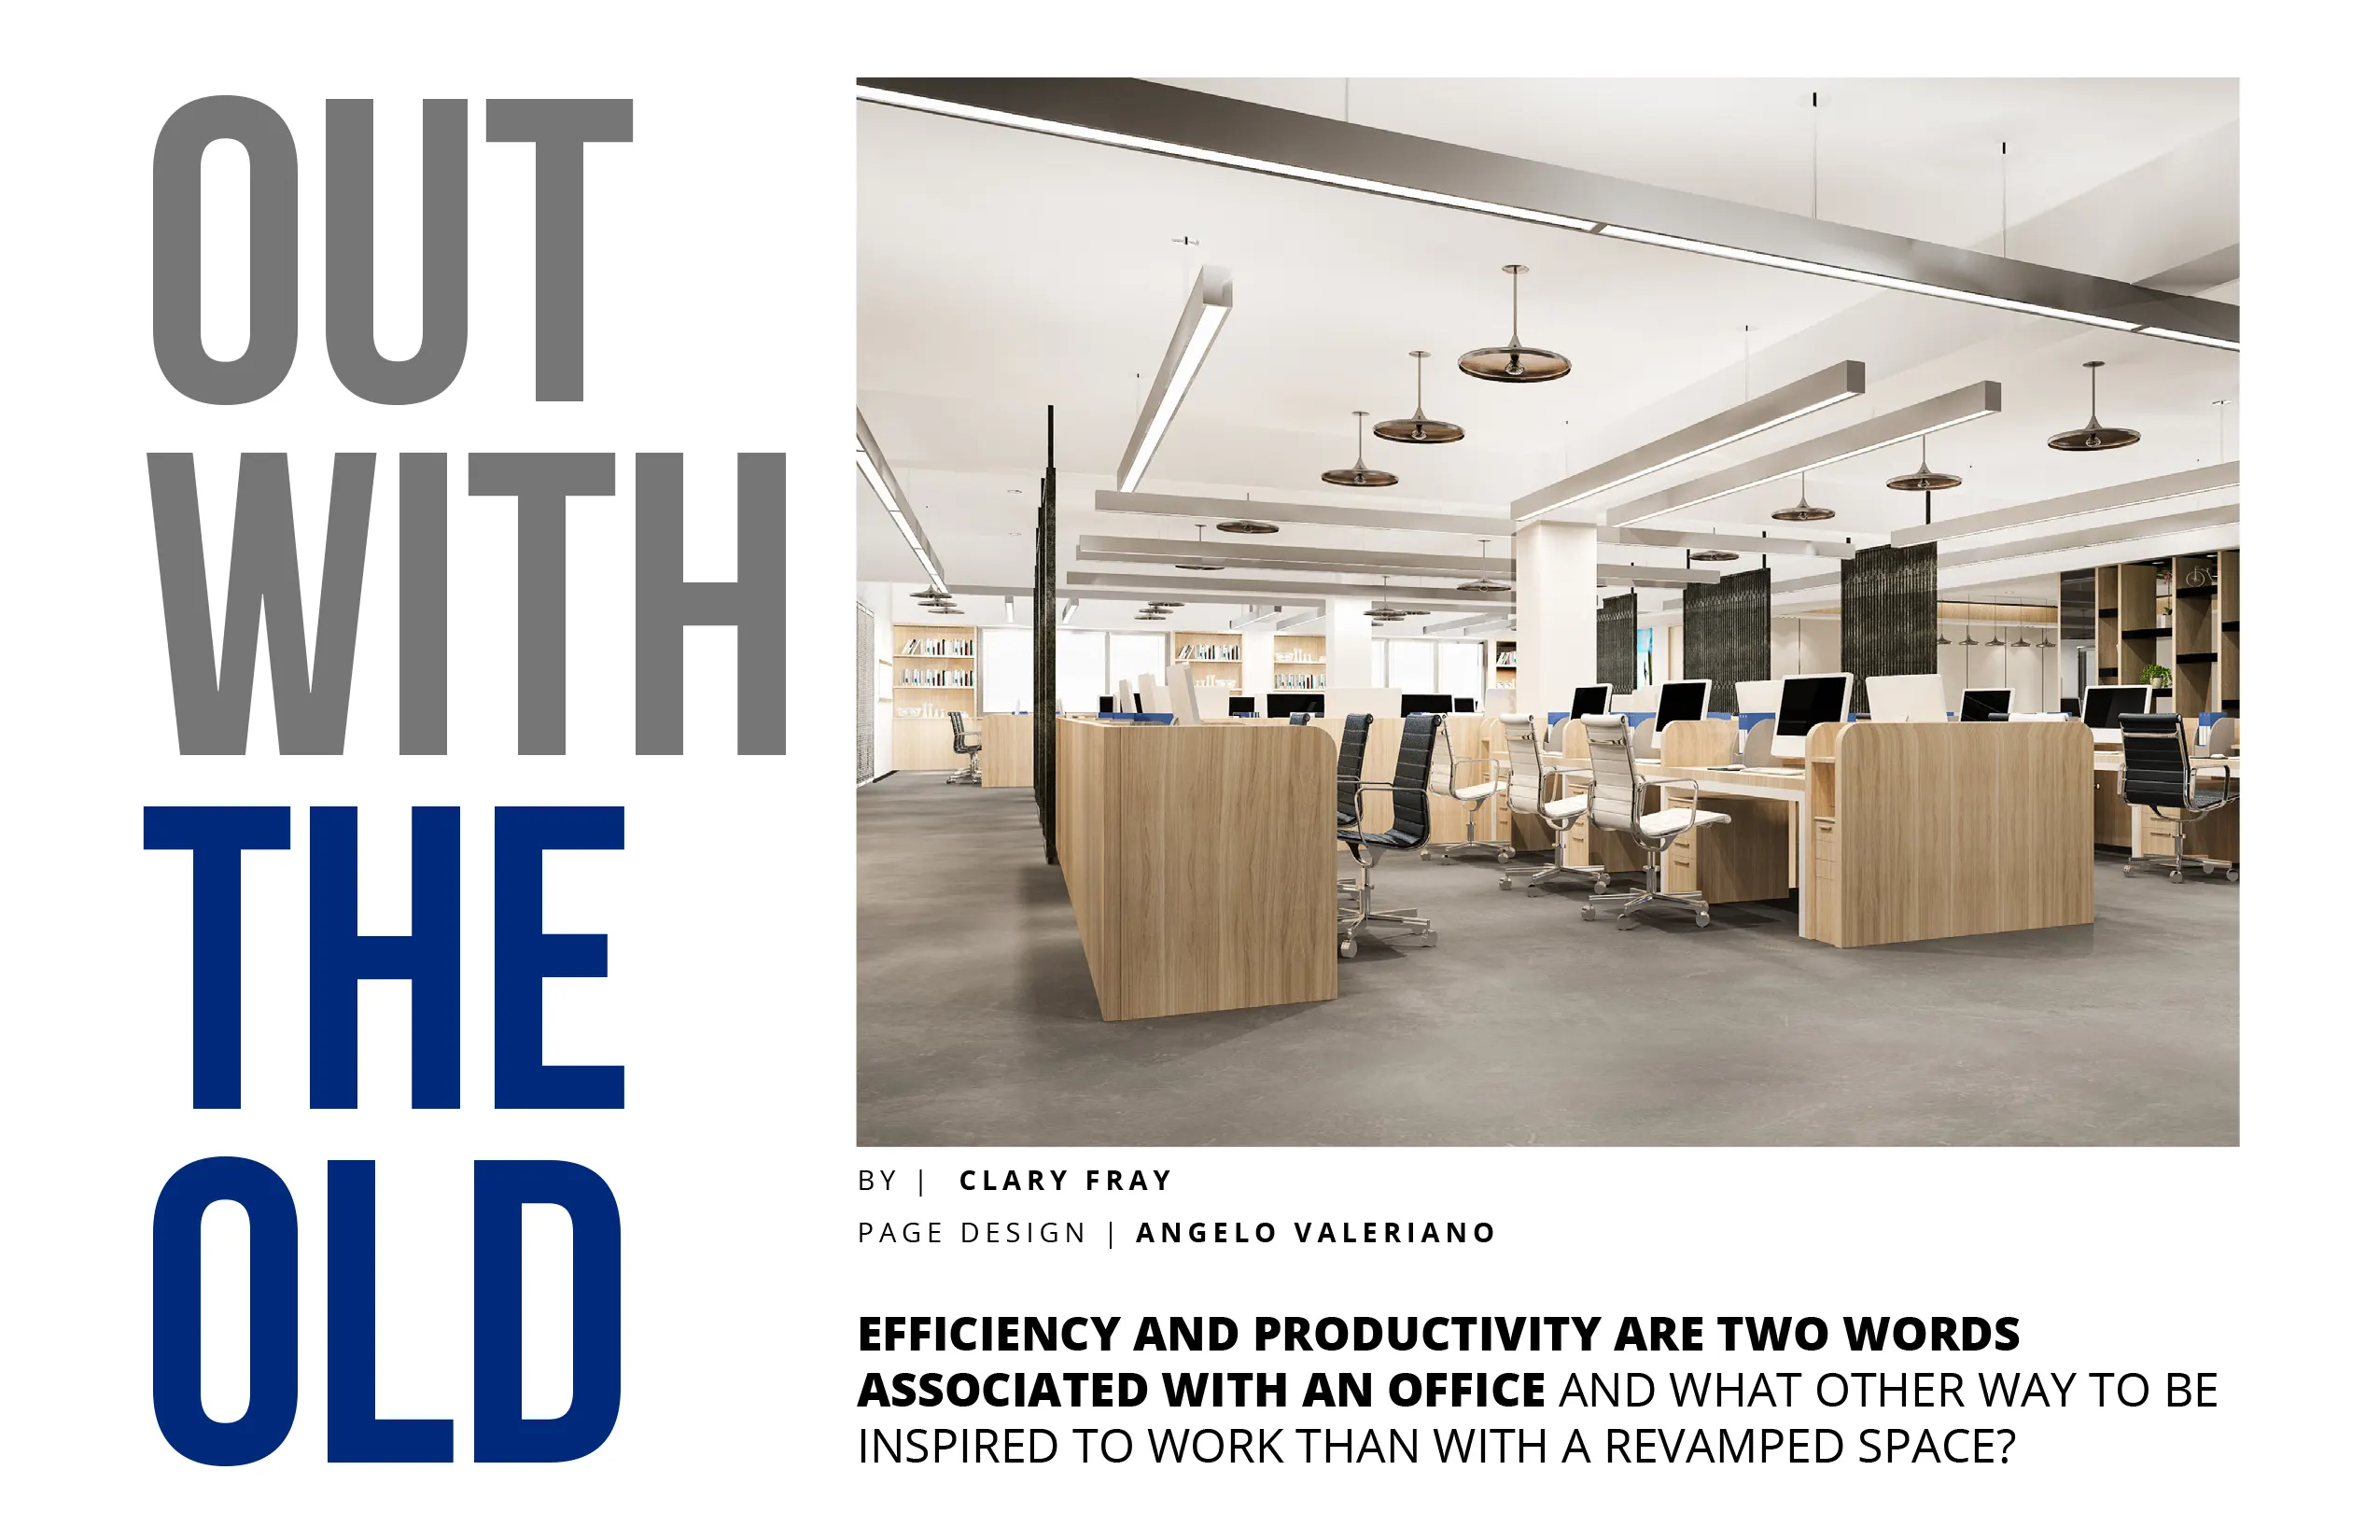 OUT
WITH
THE
OLD
BY | CLARY FRAY
PAGE DESIGN | ANGELO VALERIANO
EFFICIENCY AND PRODUCTIVITY ARE TWO WORDS
ASSOCIATED WITH AN OFFICE AND WHAT OTHER WAY TO BE
INSPIRED TO WORK THAN WITH A REVAMPED SPACE?